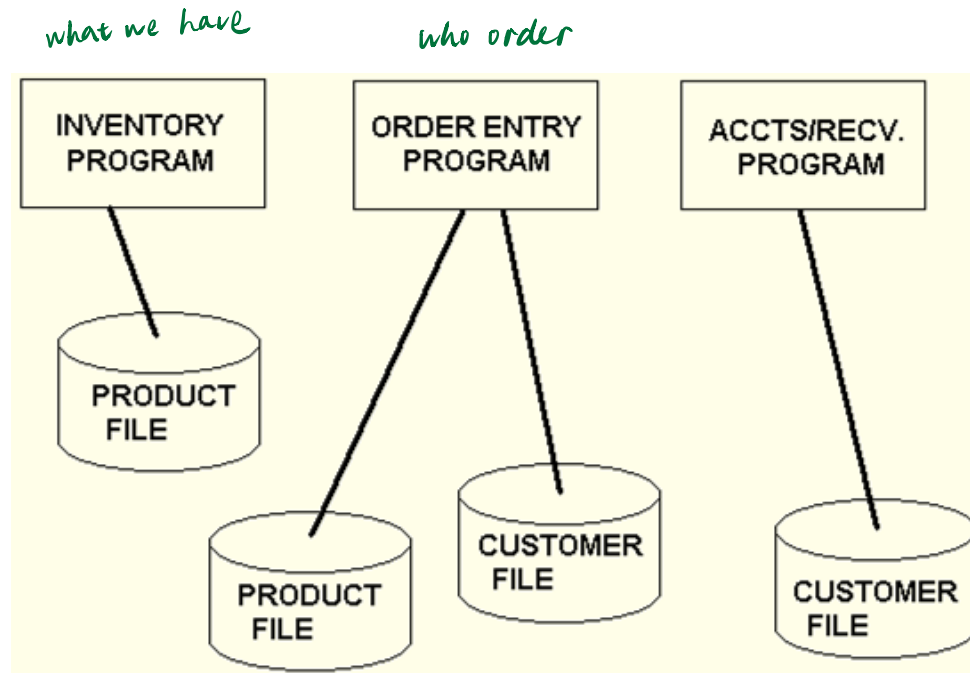 what we have
who order
INVENTORY
PROGRAM
ORDER ENTRY
PROGRAM
ACCTS/RECV.
PROGRAM
PRODUCT
FILE
PRODUCT
FILE
CUSTOMER
FILE
CUSTOMER
FILE